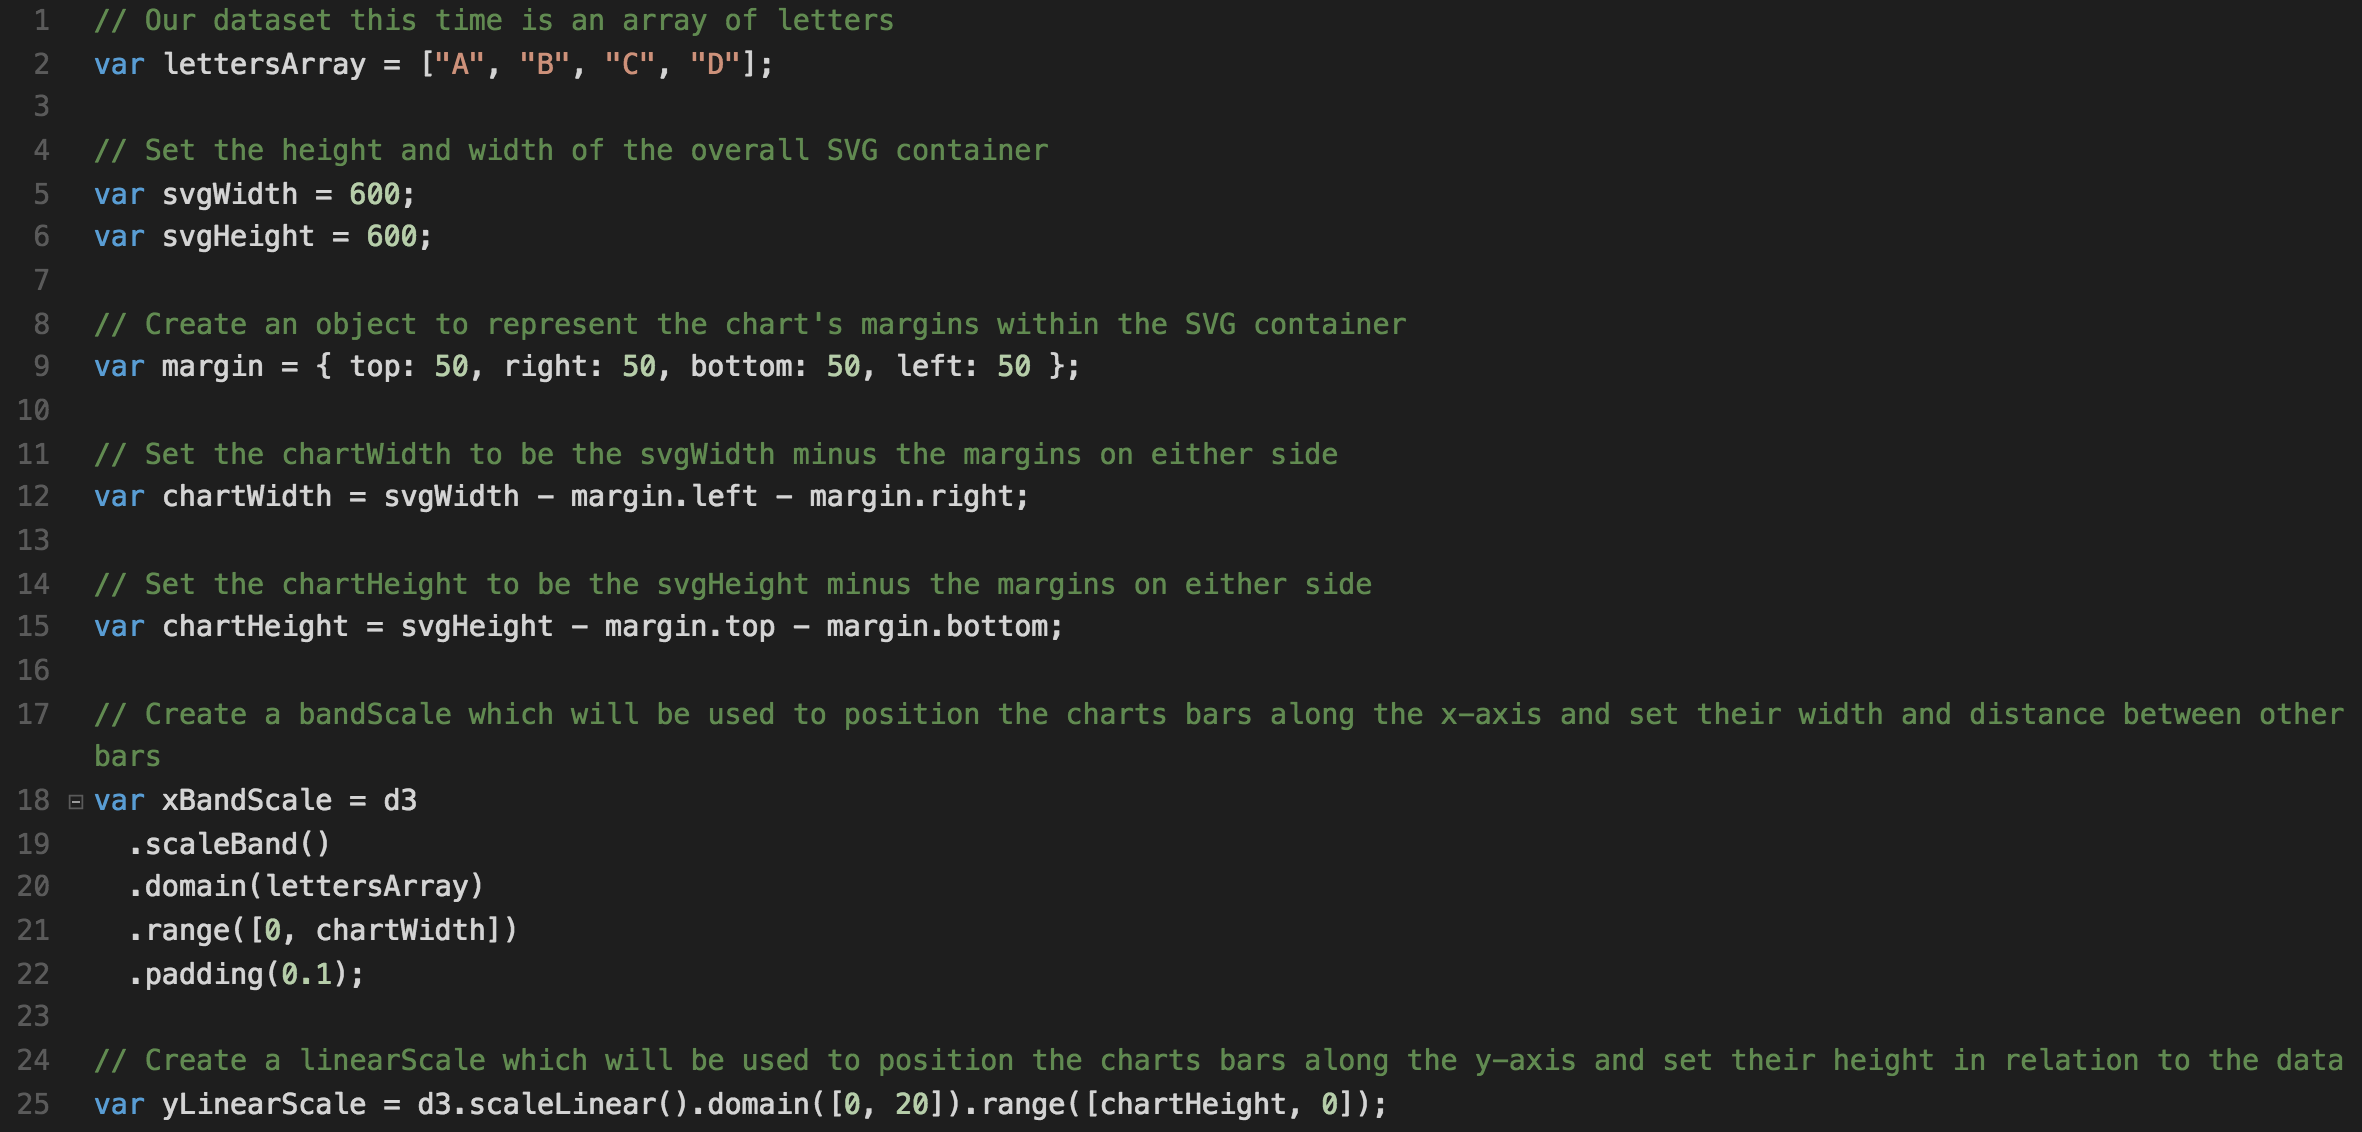 1 // Our dataset this time is an array of letters
2 var lettersArray = ["A", "B", "C", "D"];
3
4 // Set the height and width of the overall SVG container
5 var svgWidth = 600;
6 var svgHeight = 600;
7
8 // Create an object to represent the chart's margins within the SVG container
9 var margin = { top: 50, right: 50, bottom: 50, left: 50 };
10
11 // Set the chartWidth to be the svgWidth minus the margins on either side
12 var chartWidth = svgWidth - margin.left - margin.right;
13
14 // Set the chartHeight to be the svgHeight minus the margins on either side
15 var chartHeight = svgHeight - margin.top - margin.bottom;
16
17 // Create a bandScale which will be used to position the charts bars along the x-axis and set their width and distance between other
bars
18 var xBandScale = d3
19   .scaleBand()
20   .domain(lettersArray)
21   .range([0, chartWidth])
22   .padding(0.1);
23
24 // Create a linearScale which will be used to position the charts bars along the y-axis and set their height in relation to the data
25 var yLinearScale = d3.scaleLinear().domain([0, 20]).range([chartHeight, 0]);